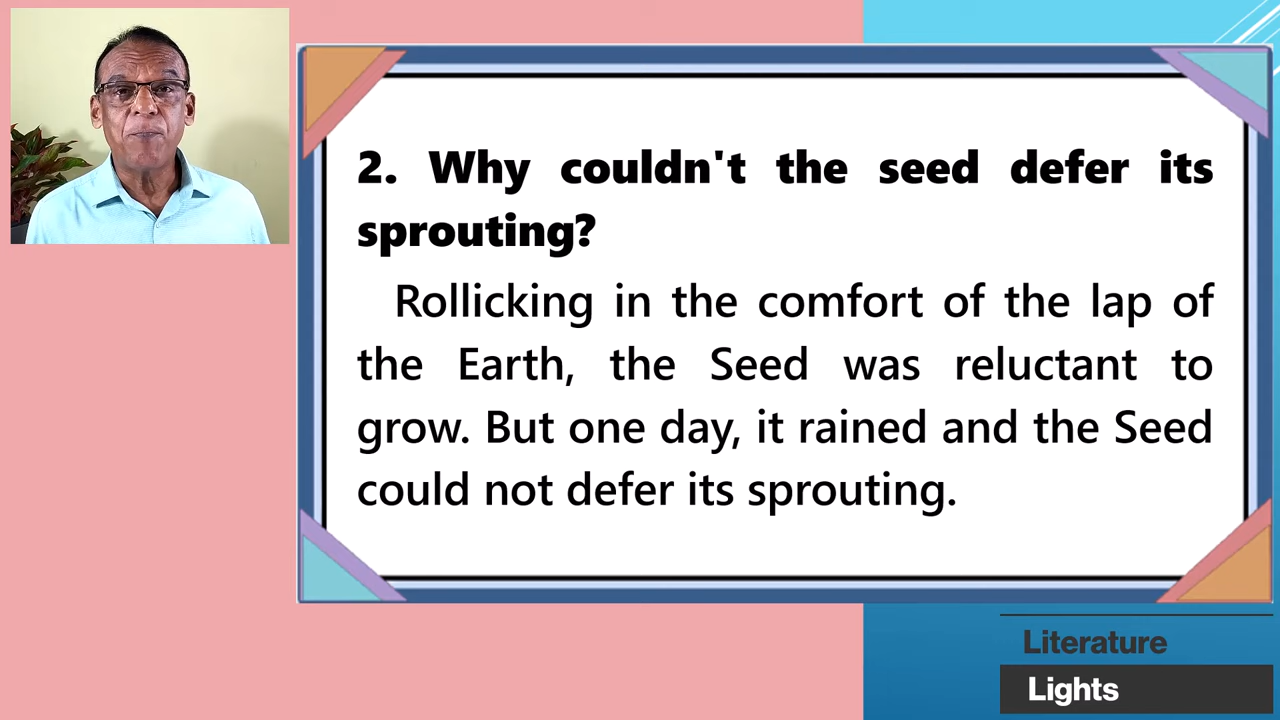 2. Why couldn't the seed defer its
sprouting?
Rollicking in the comfort of the lap of
the Earth, the Seed was reluctant to
grow. But one day, it rained and the Seed
could not defer its sprouting.
Literature
Lights